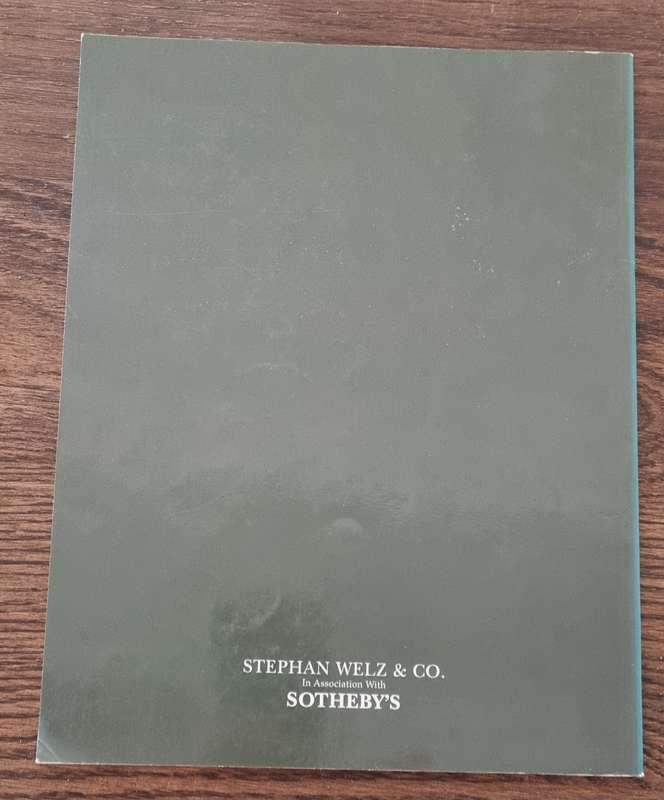 STEPHAN WELZ & CO.
In Association With
SOTHEBY'S